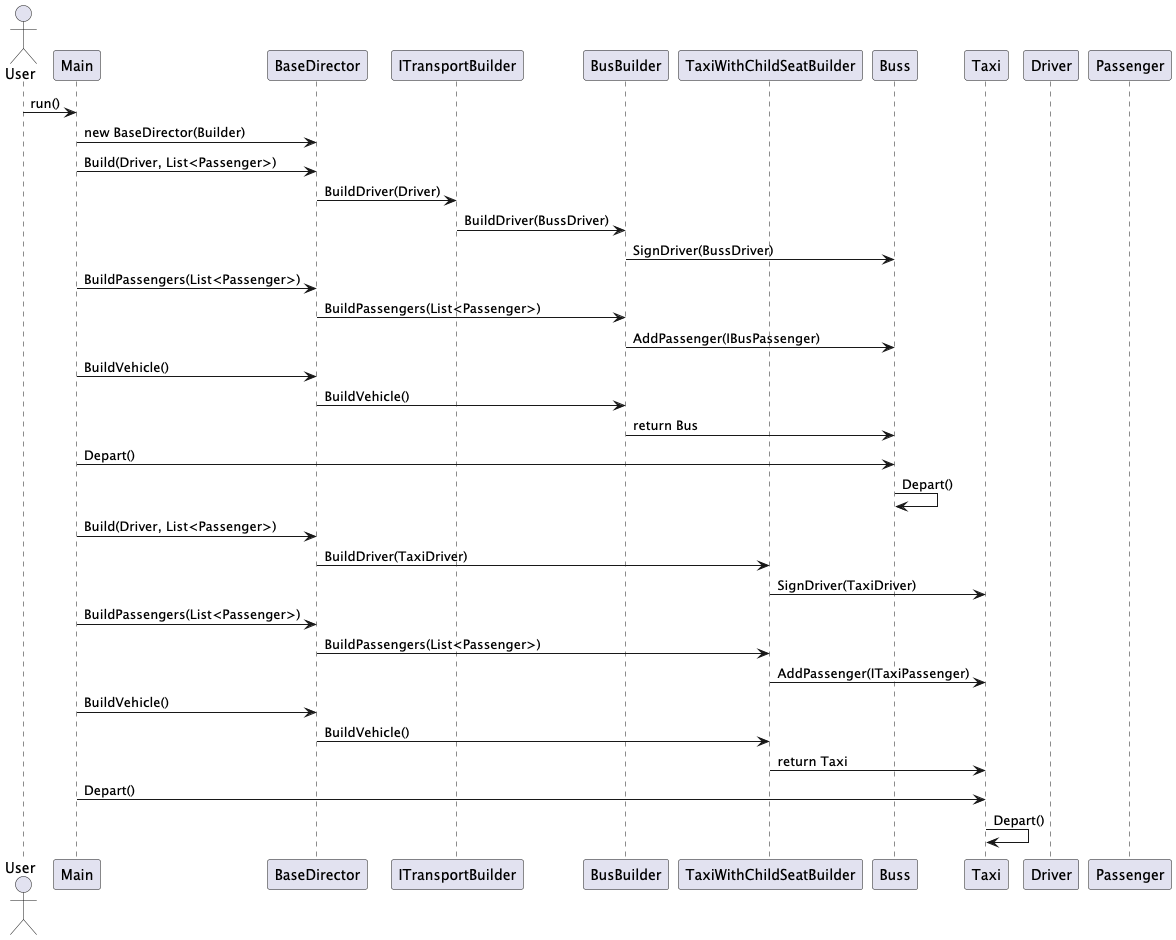 User
Main
BaseDirector
ITransportBuilder
BusBuilder
TaxiWithChildSeatBuilder
Buss
Taxi
Driver
Passenger
run()
new BaseDirector(Builder)
Build(Driver, List<Passenger>)
BuildDriver(Driver)
BuildDriver(BussDriver)
SignDriver(BussDriver)
BuildPassengers(List<Passenger>)
BuildPassengers(List<Passenger>)
AddPassenger(IBusPassenger)
BuildVehicle()
BuildVehicle()
return Bus
Depart()
Depart()
Build(Driver, List<Passenger>)
BuildDriver(TaxiDriver)
SignDriver(TaxiDriver)
BuildPassengers(List<Passenger>)
BuildPassengers(List<Passenger>)
AddPassenger(ITaxiPassenger)
BuildVehicle()
BuildVehicle()
return Taxi
Depart()
Depart()
User
Main
BaseDirector
ITransportBuilder
BusBuilder
TaxiWithChildSeatBuilder
Buss
Taxi
Driver
Passenger